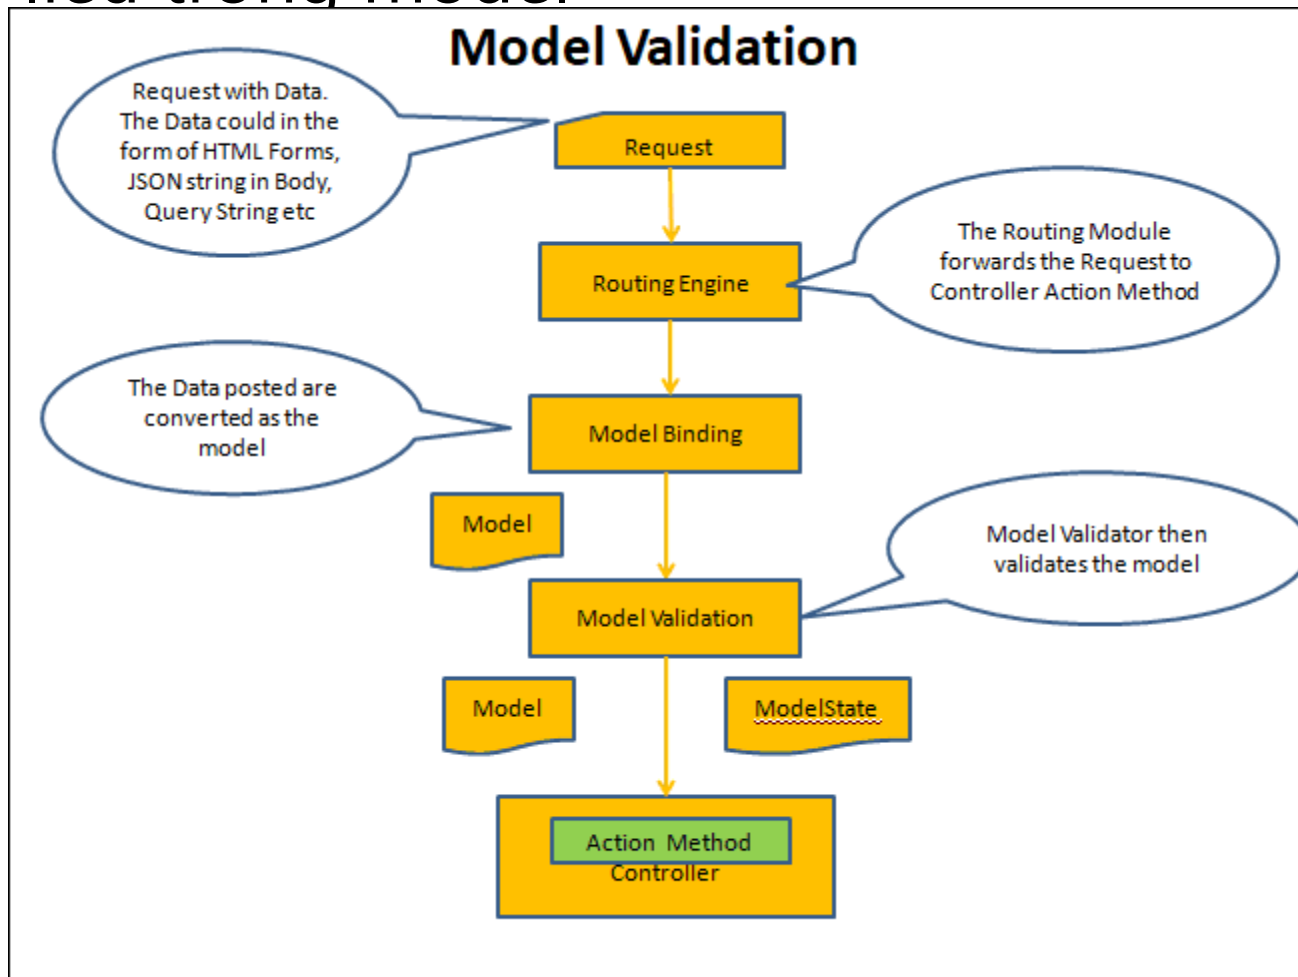 Model Validation
Request with Data.
The Data could in the
form of HTML Forms,
JSON string in Body,
Query String etc
Request
The Routing Module
forwards the Request to
Controller Action Method
Routing Engine
The Data posted are
converted as the
model
Model Binding
Model
Model Validator then
validates the model
Model Validation
Model
ModelState
Action Method
Controller